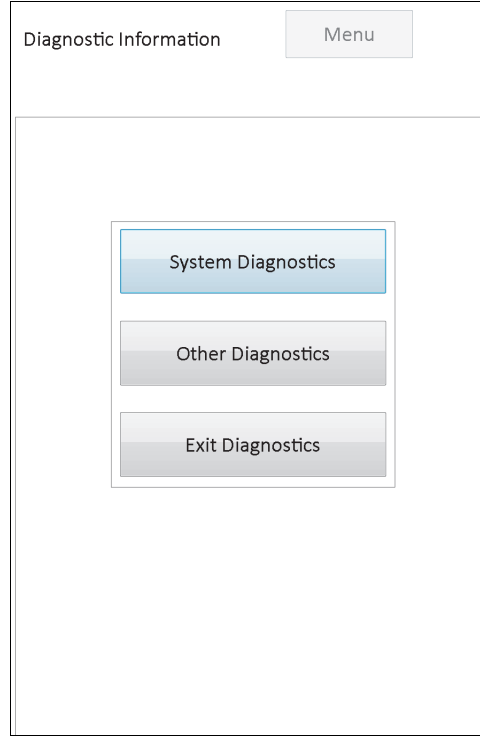 Diagnostic Information
Menu
System Diagnostics
Other Diagnostics
Exit Diagnostics